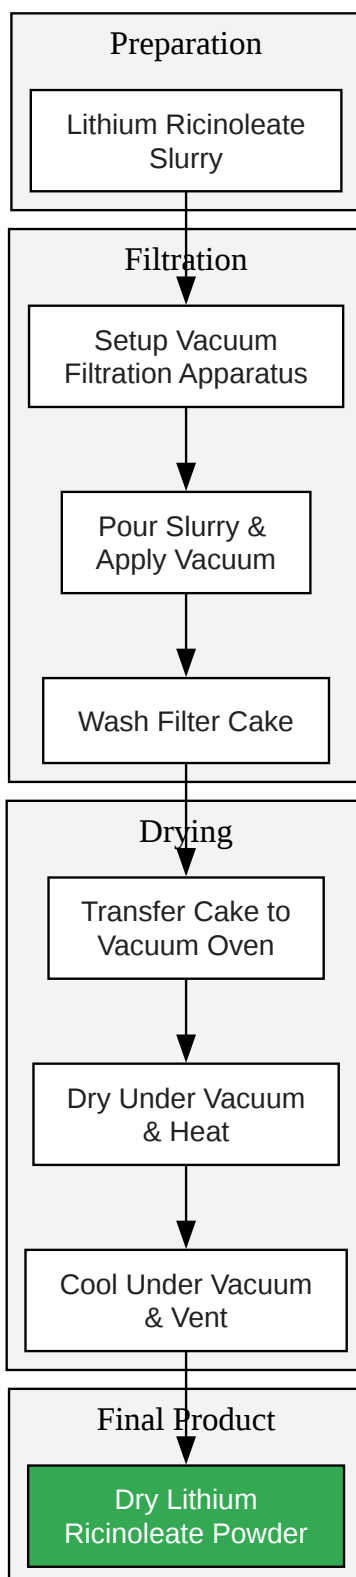 Preparation
Lithium Ricinoleate
Slurry
Filtration
Setup Vacuum
Filtration Apparatus
Pour Slurry &
Apply Vacuum
Wash Filter Cake
Drying
Transfer Cake to
Vacuum Oven
Dry Under Vacuum
& Heat
Cool Under Vacuum
& Vent
Final Product
Dry Lithium
Ricinoleate Powder